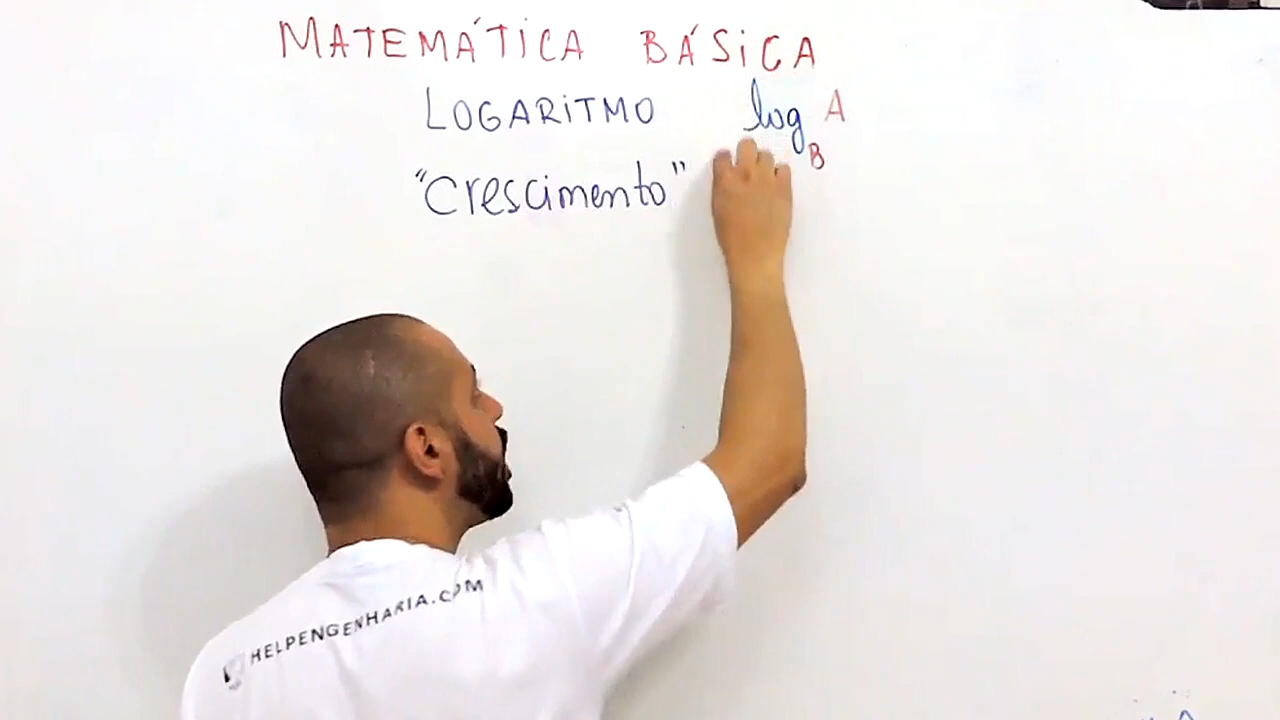 MATEMÁTICA BÁSiCA
LOGARiTMO log_B A
"Crescimento"
HELPENGENHARIA.COM